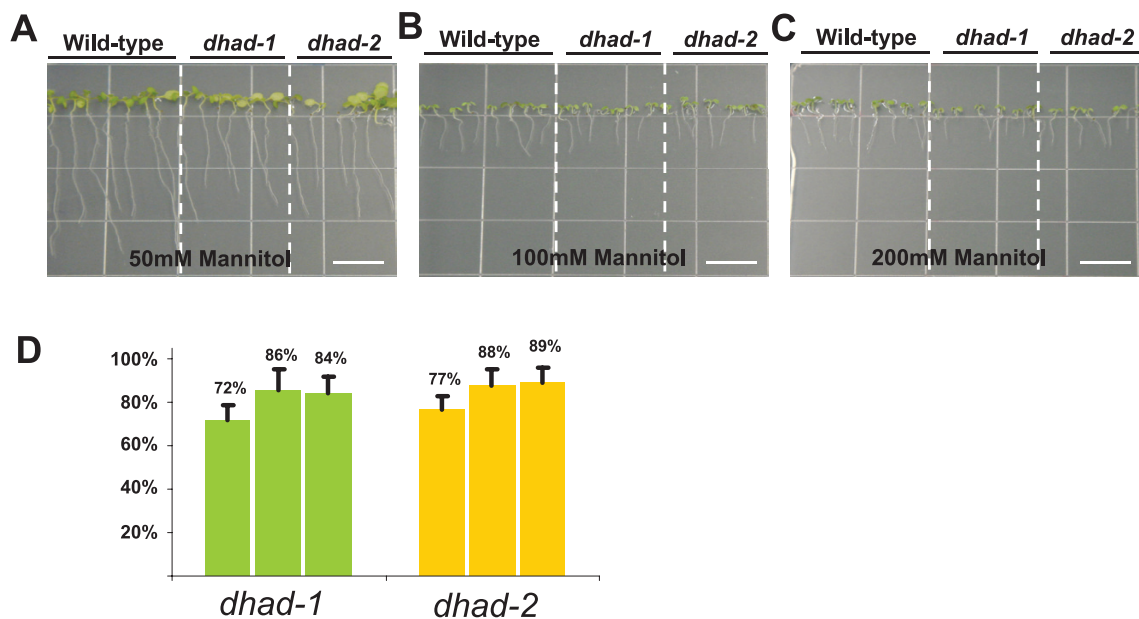 A
Wild-type dhad-1 dhad-2
50mM Mannitol
B
Wild-type dhad-1 dhad-2
100mM Mannitol
C
Wild-type dhad-1 dhad-2
200mM Mannitol
D
100%
80%
60%
40%
20%
72% 86% 84%
77% 88% 89%
dhad-1 dhad-2